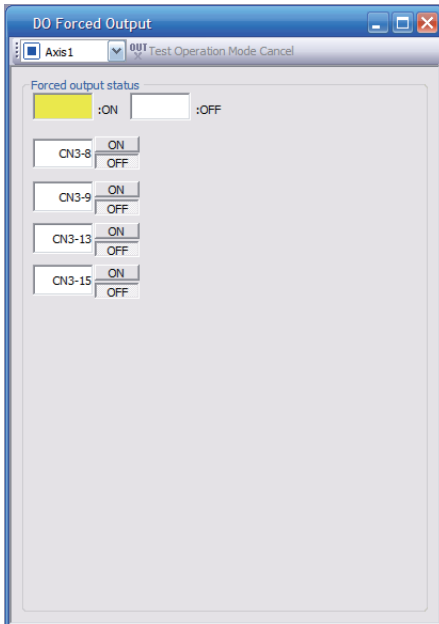 DO Forced Output
Axis1 OUT Test Operation Mode Cancel
Forced output status
:ON :OFF
CN3-8 ON
OFF
CN3-9 ON
OFF
CN3-13 ON
OFF
CN3-15 ON
OFF